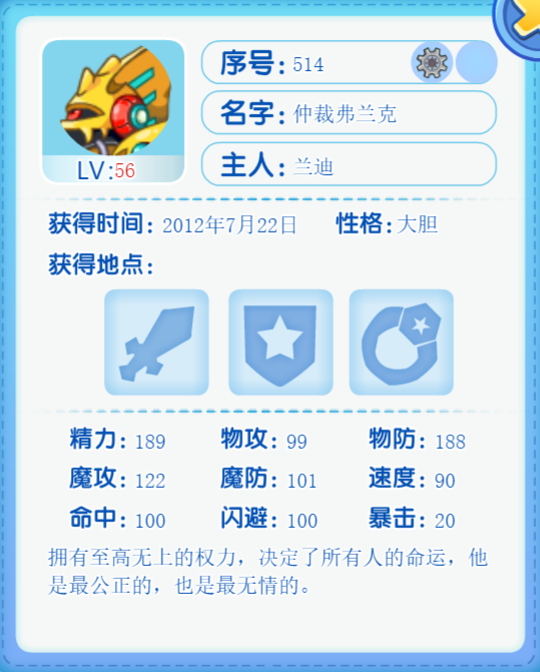 序号：514
名字：仲裁弗兰克
LV:56
主人：兰迪
获得时间：2012年7月22日 性格：大胆
获得地点：
精力：189 物攻：99 物防：188
魔攻：122 魔防：101 速度：90
命中：100 闪避：100 暴击：20
拥有至高无上的权力，决定了所有人的命运，他
是最公正的，也是最无情的。